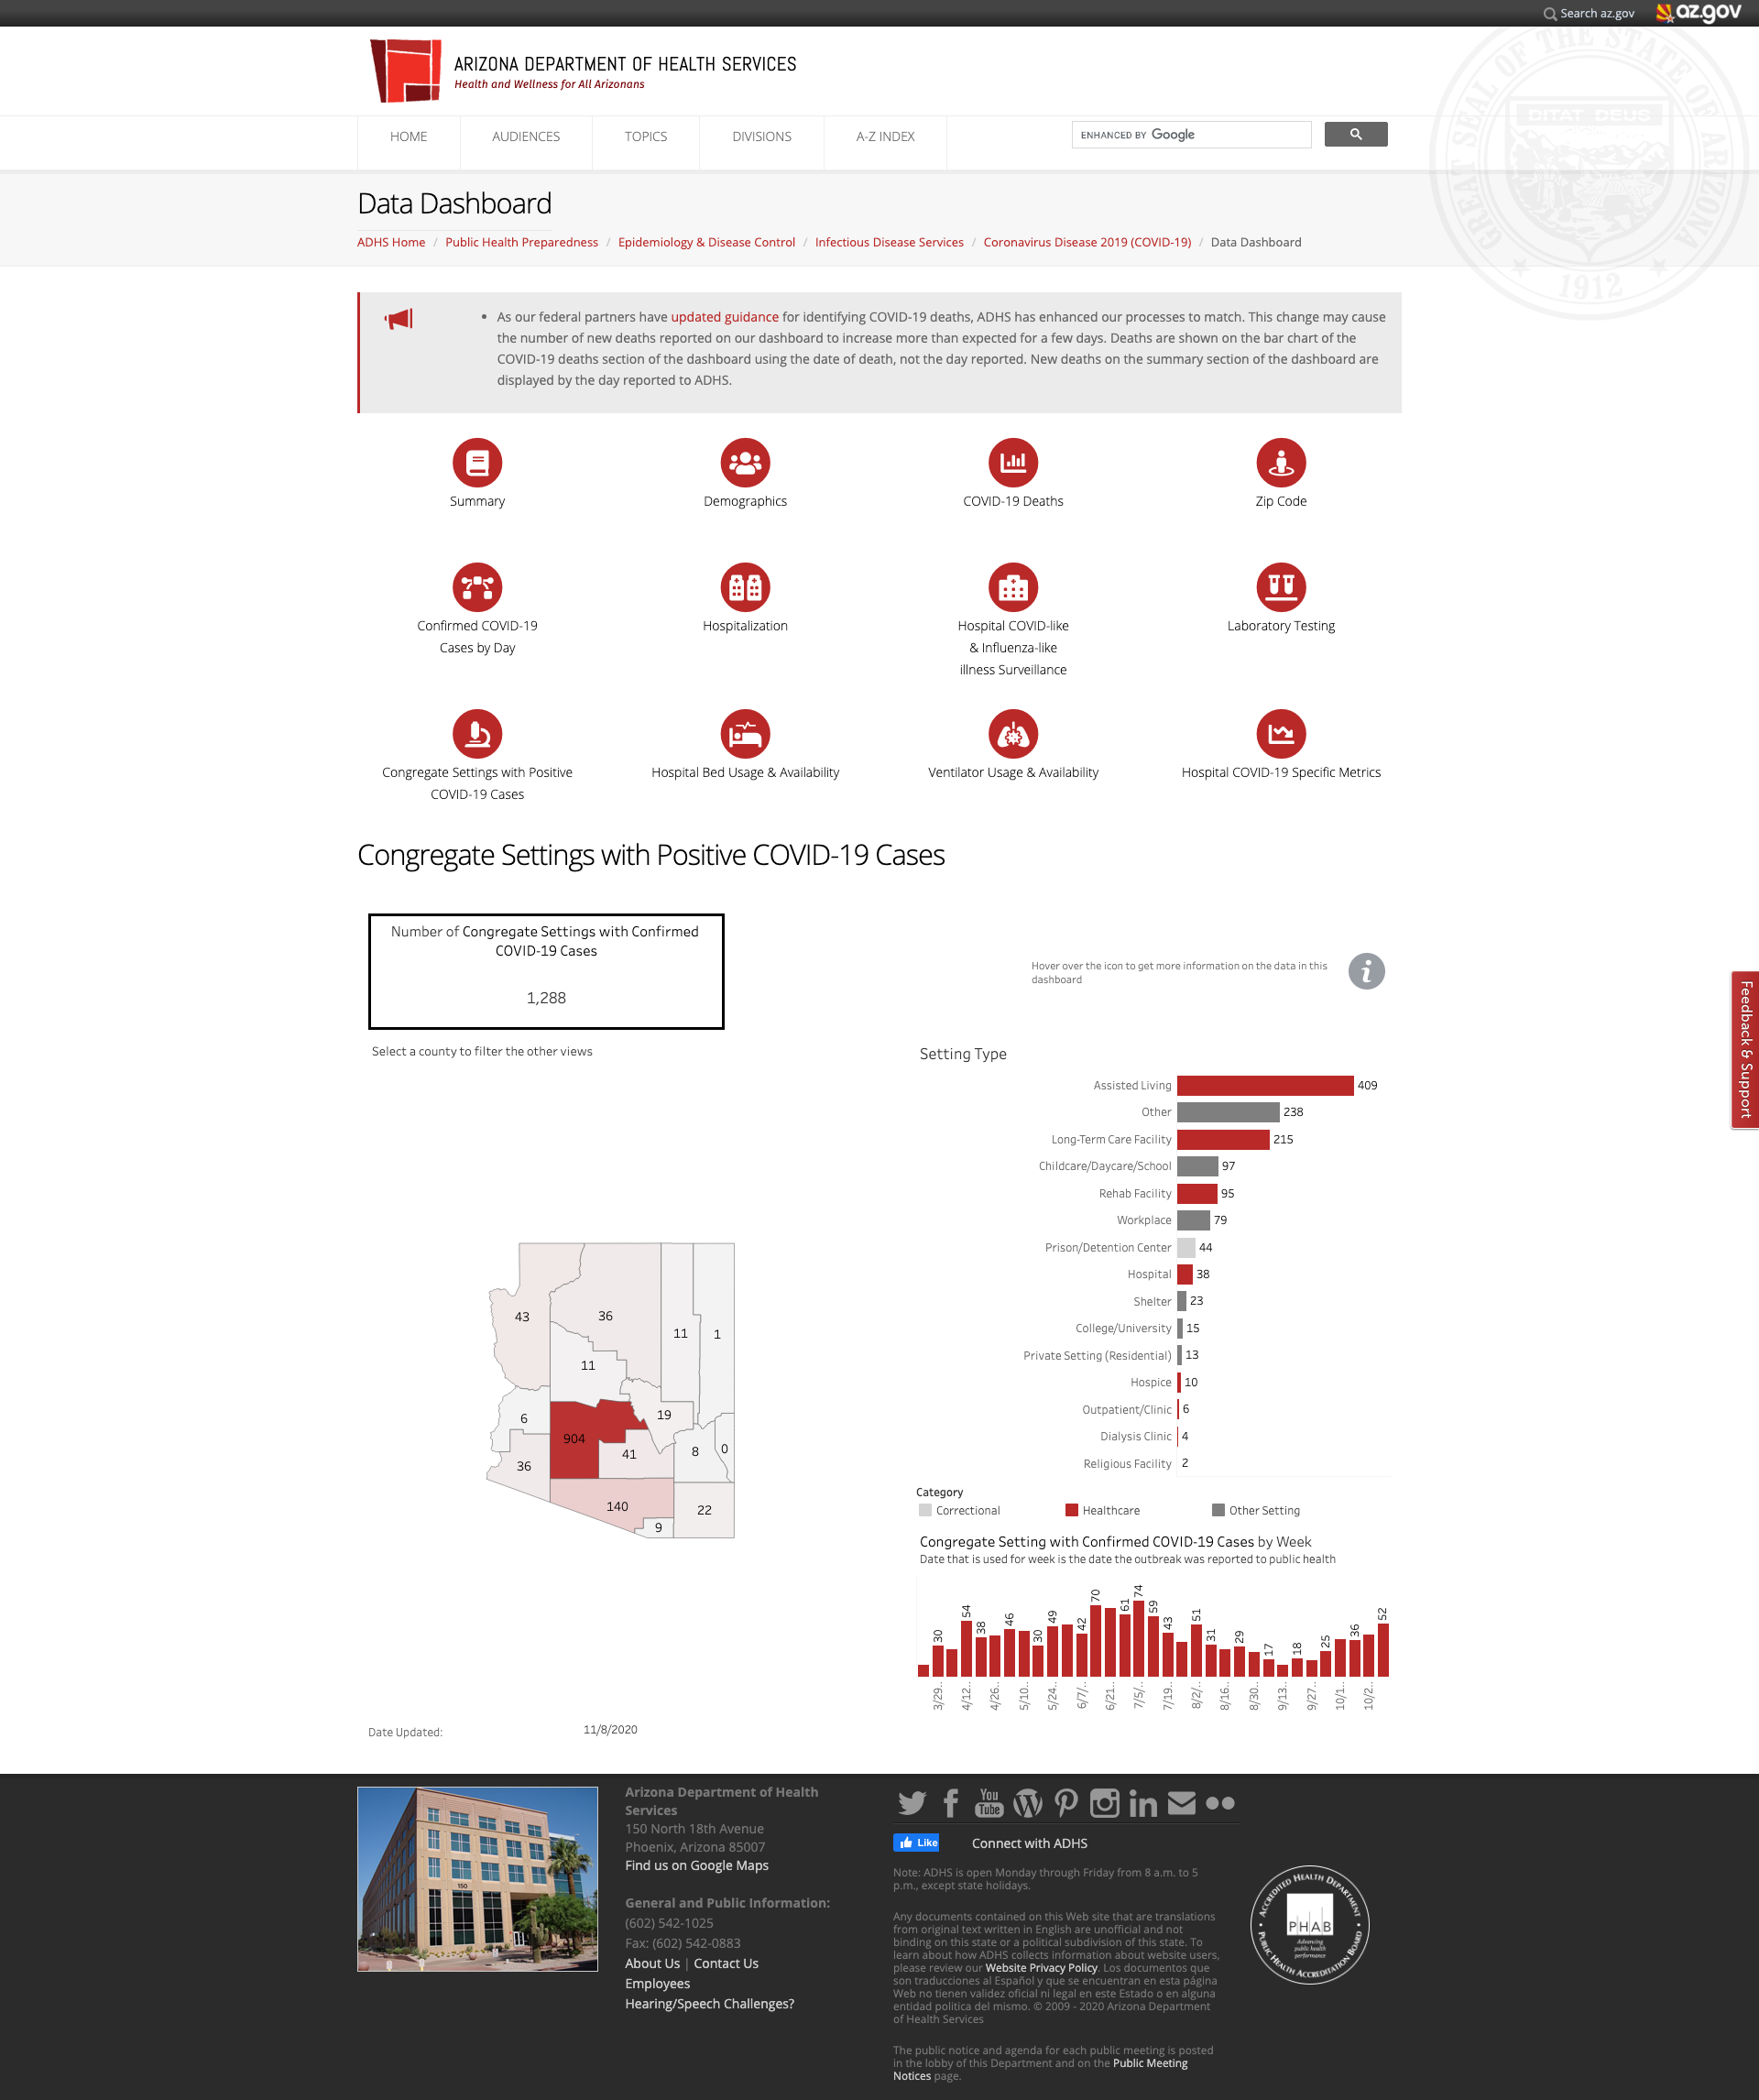 Search az.gov
az.gov
GREAT SEAL OF THE STATE OF ARIZONA
DITAT DEUS
1912
ARIZONA DEPARTMENT OF HEALTH SERVICES
Health and Wellness for All Arizonans
HOME
AUDIENCES
TOPICS
DIVISIONS
A-Z INDEX
ENHANCED BY Google
Data Dashboard
ADHS Home / Public Health Preparedness / Epidemiology & Disease Control / Infectious Disease Services / Coronavirus Disease 2019 (COVID-19) / Data Dashboard
• As our federal partners have updated guidance for identifying COVID-19 deaths, ADHS has enhanced our processes to match. This change may cause
the number of new deaths reported on our dashboard to increase more than expected for a few days. Deaths are shown on the bar chart of the
COVID-19 deaths section of the dashboard using the date of death, not the day reported. New deaths on the summary section of the dashboard are
displayed by the day reported to ADHS.
Summary
Demographics
COVID-19 Deaths
Zip Code
Confirmed COVID-19
Cases by Day
Hospitalization
Hospital COVID-like
& Influenza-like
illness Surveillance
Laboratory Testing
Congregate Settings with Positive
COVID-19 Cases
Hospital Bed Usage & Availability
Ventilator Usage & Availability
Hospital COVID-19 Specific Metrics
Congregate Settings with Positive COVID-19 Cases
Number of Congregate Settings with Confirmed
COVID-19 Cases
1,288
Hover over the icon to get more information on the data in this
dashboard
i
Feedback & Support
Select a county to filter the other views
43
36
11
1
11
6
904
19
41
8
0
36
140
22
9
Setting Type
Assisted Living 409
Other 238
Long-Term Care Facility 215
Childcare/Daycare/School 97
Rehab Facility 95
Workplace 79
Prison/Detention Center 44
Hospital 38
Shelter 23
College/University 15
Private Setting (Residential) 13
Hospice 10
Outpatient/Clinic 6
Dialysis Clinic 4
Religious Facility 2
Category
Correctional
Healthcare
Other Setting
Congregate Setting with Confirmed COVID-19 Cases by Week
Date that is used for week is the date the outbreak was reported to public health
30 54 38 46 30 49 42 70 61 74 59 43 51 31 29 17 18 25 36 52
3/29.. 4/12.. 4/26.. 5/10.. 5/24.. 6/7/.. 6/21.. 7/5/.. 7/19.. 8/2/.. 8/16.. 8/30.. 9/13.. 9/27.. 10/1.. 10/2..
Date Updated: 11/8/2020
150
Arizona Department of Health
Services
150 North 18th Avenue
Phoenix, Arizona 85007
Find us on Google Maps
General and Public Information:
(602) 542-1025
Fax: (602) 542-0883
About Us | Contact Us
Employees
Hearing/Speech Challenges?
You
Tube
Like
Connect with ADHS
Note: ADHS is open Monday through Friday from 8 a.m. to 5
p.m., except state holidays.
Any documents contained on this Web site that are translations
from original text written in English are unofficial and not
binding on this state or a political subdivision of this state. To
learn about how ADHS collects information about website users,
please review our Website Privacy Policy. Los documentos que
son traducciones al Español y que se encuentran en esta página
Web no tienen validez oficial ni legal en este Estado o en alguna
entidad politica del mismo. © 2009 - 2020 Arizona Department
of Health Services
The public notice and agenda for each public meeting is posted
in the lobby of this Department and on the Public Meeting
Notices page.
ACCREDITED HEALTH DEPARTMENT
PHAB
Advancing
public health
performance
PUBLIC HEALTH ACCREDITATION BOARD